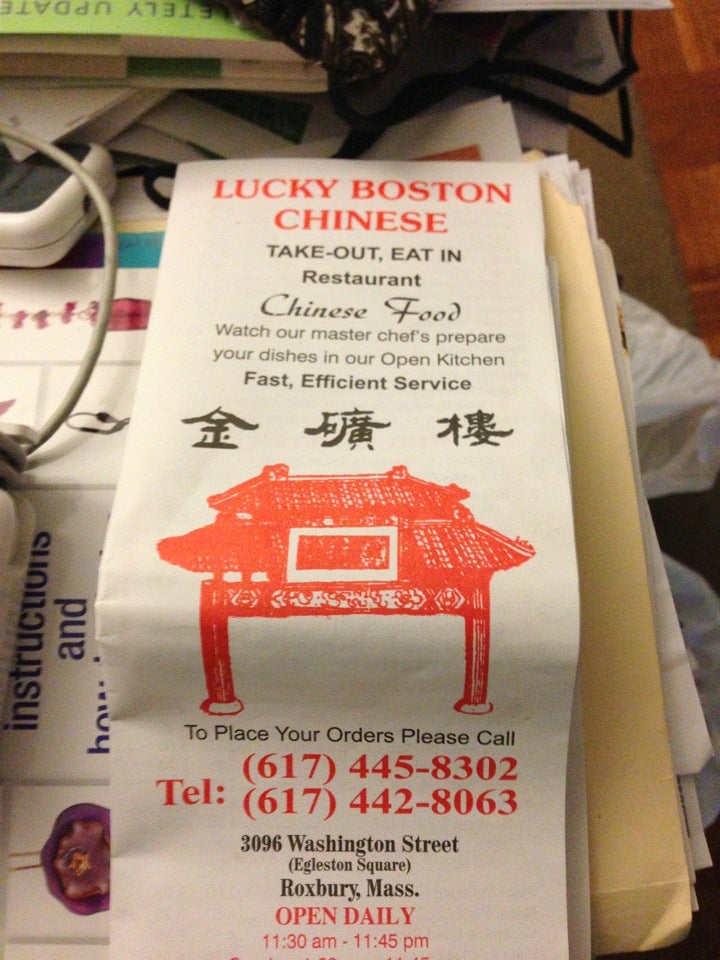 LETELY UPDATE
LUCKY BOSTON
CHINESE
TAKE-OUT, EAT IN
Restaurant
Chinese Food
Watch our master chef's prepare
your dishes in our Open Kitchen
Fast, Efficient Service
金 礦 樓
To Place Your Orders Please Call
Tel: (617) 445-8302
(617) 442-8063
3096 Washington Street
(Egleston Square)
Roxbury, Mass.
OPEN DAILY
11:30 am - 11:45 pm
instructions
and